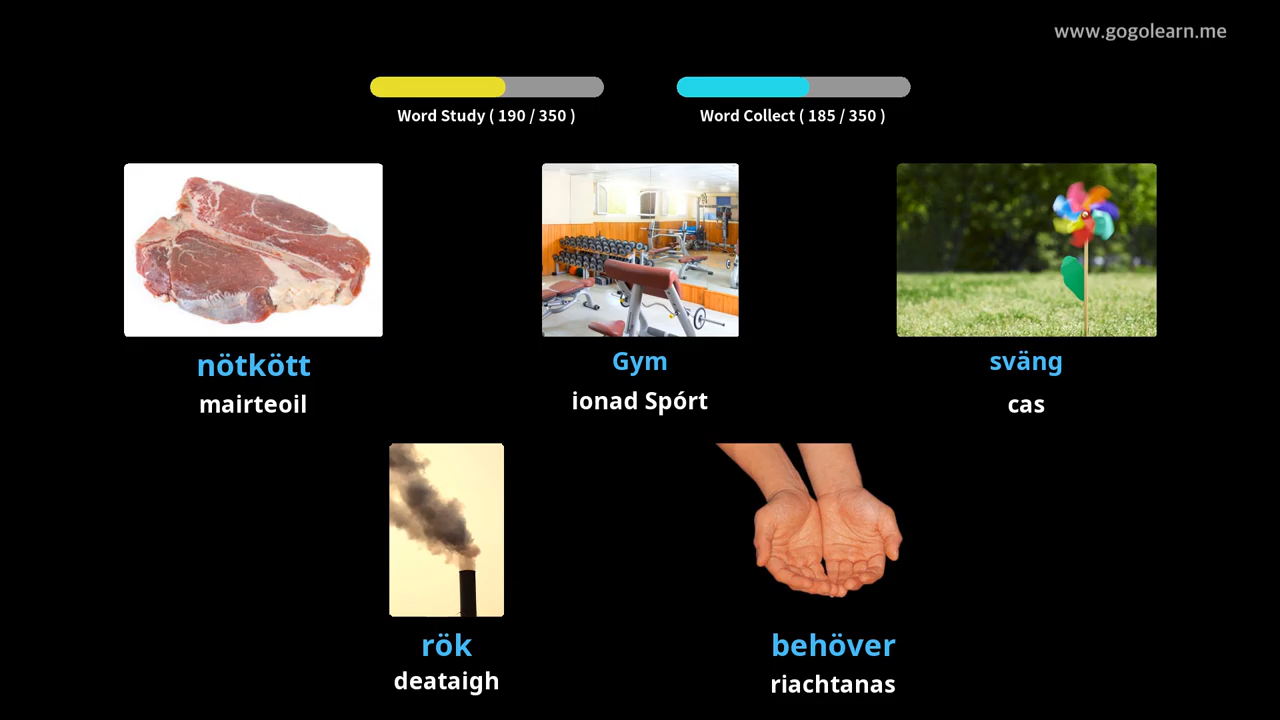 www.gogolearn.me
Word Study ( 190 / 350 )
Word Collect ( 185 / 350 )
nötkött
mairteoil
Gym
ionad Spórt
sväng
cas
rök
deataigh
behöver
riachtanas